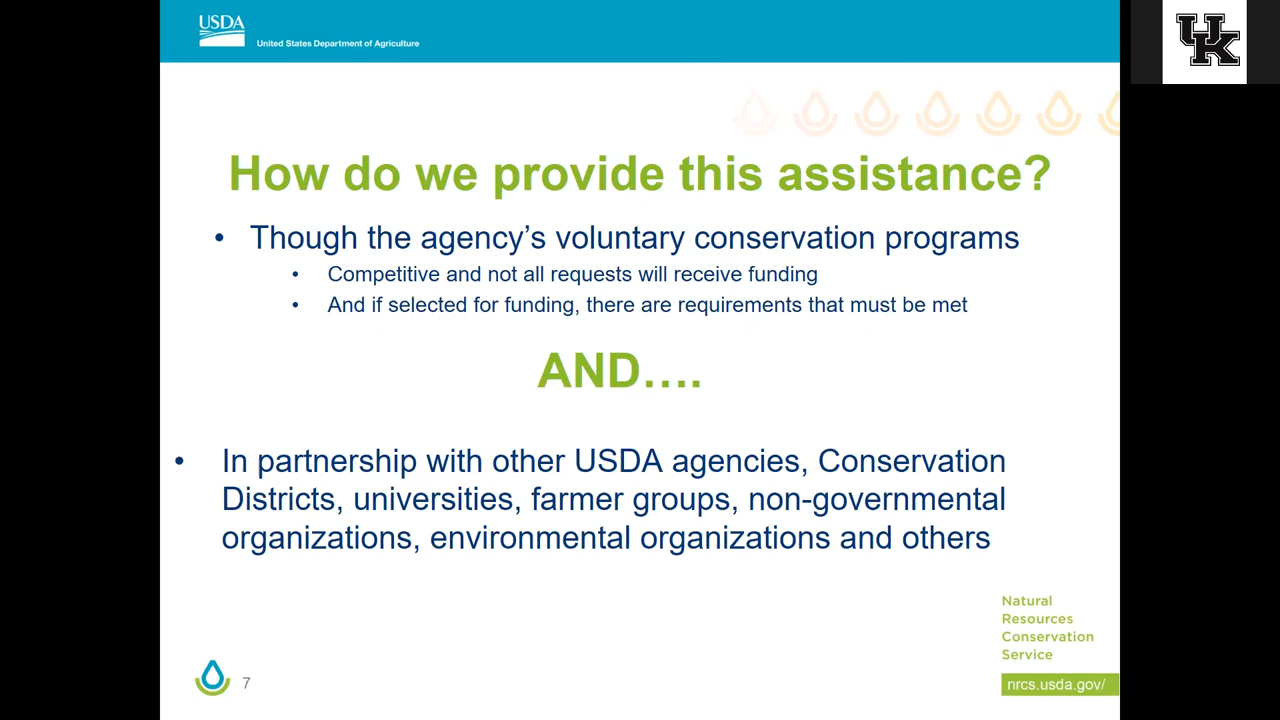 USDA
United States Department of Agriculture
UK
How do we provide this assistance?
• Though the agency’s voluntary conservation programs
• Competitive and not all requests will receive funding
• And if selected for funding, there are requirements that must be met
AND….
• In partnership with other USDA agencies, Conservation
Districts, universities, farmer groups, non-governmental
organizations, environmental organizations and others
Natural
Resources
Conservation
Service
nrcs.usda.gov/
7